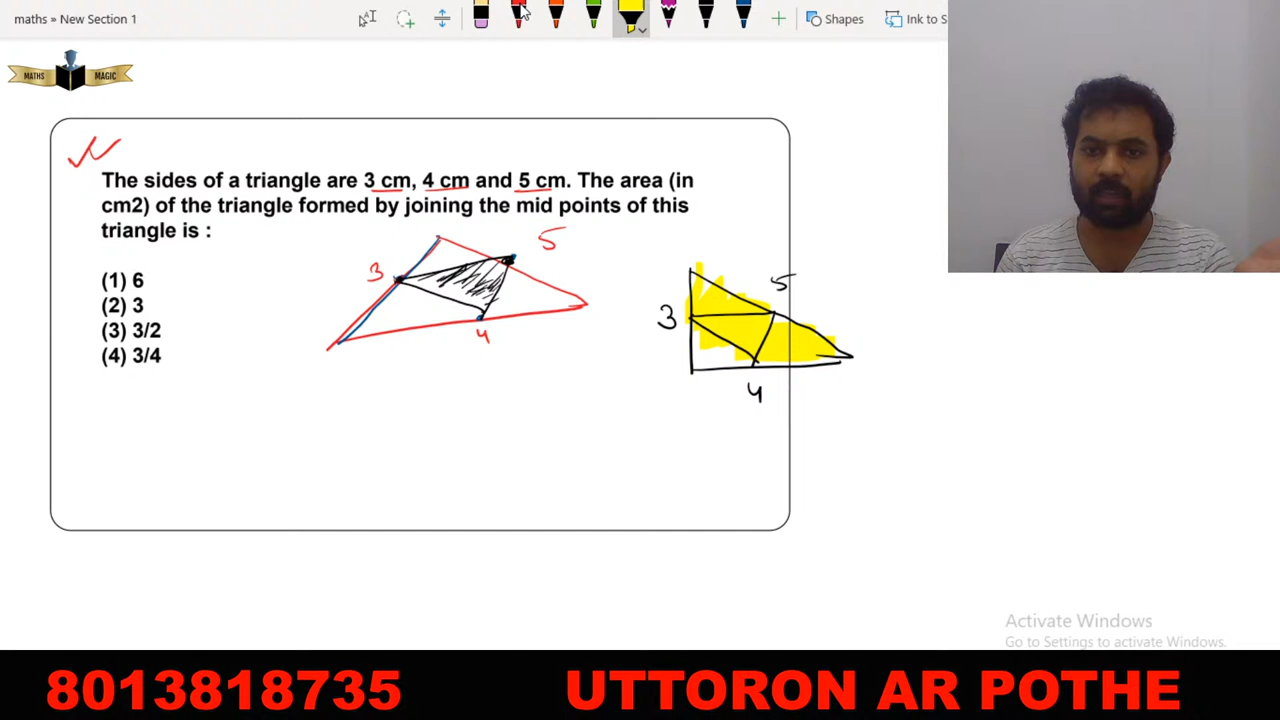 maths » New Section 1
Shapes
Ink to S
MATHS MAGIC
The sides of a triangle are 3 cm, 4 cm and 5 cm. The area (in
cm2) of the triangle formed by joining the mid points of this
triangle is :
(1) 6
(2) 3
(3) 3/2
(4) 3/4
5
3
4
5
3
4
Activate Windows
Go to Settings to activate Windows.
8013818735 UTTORON AR POTHE